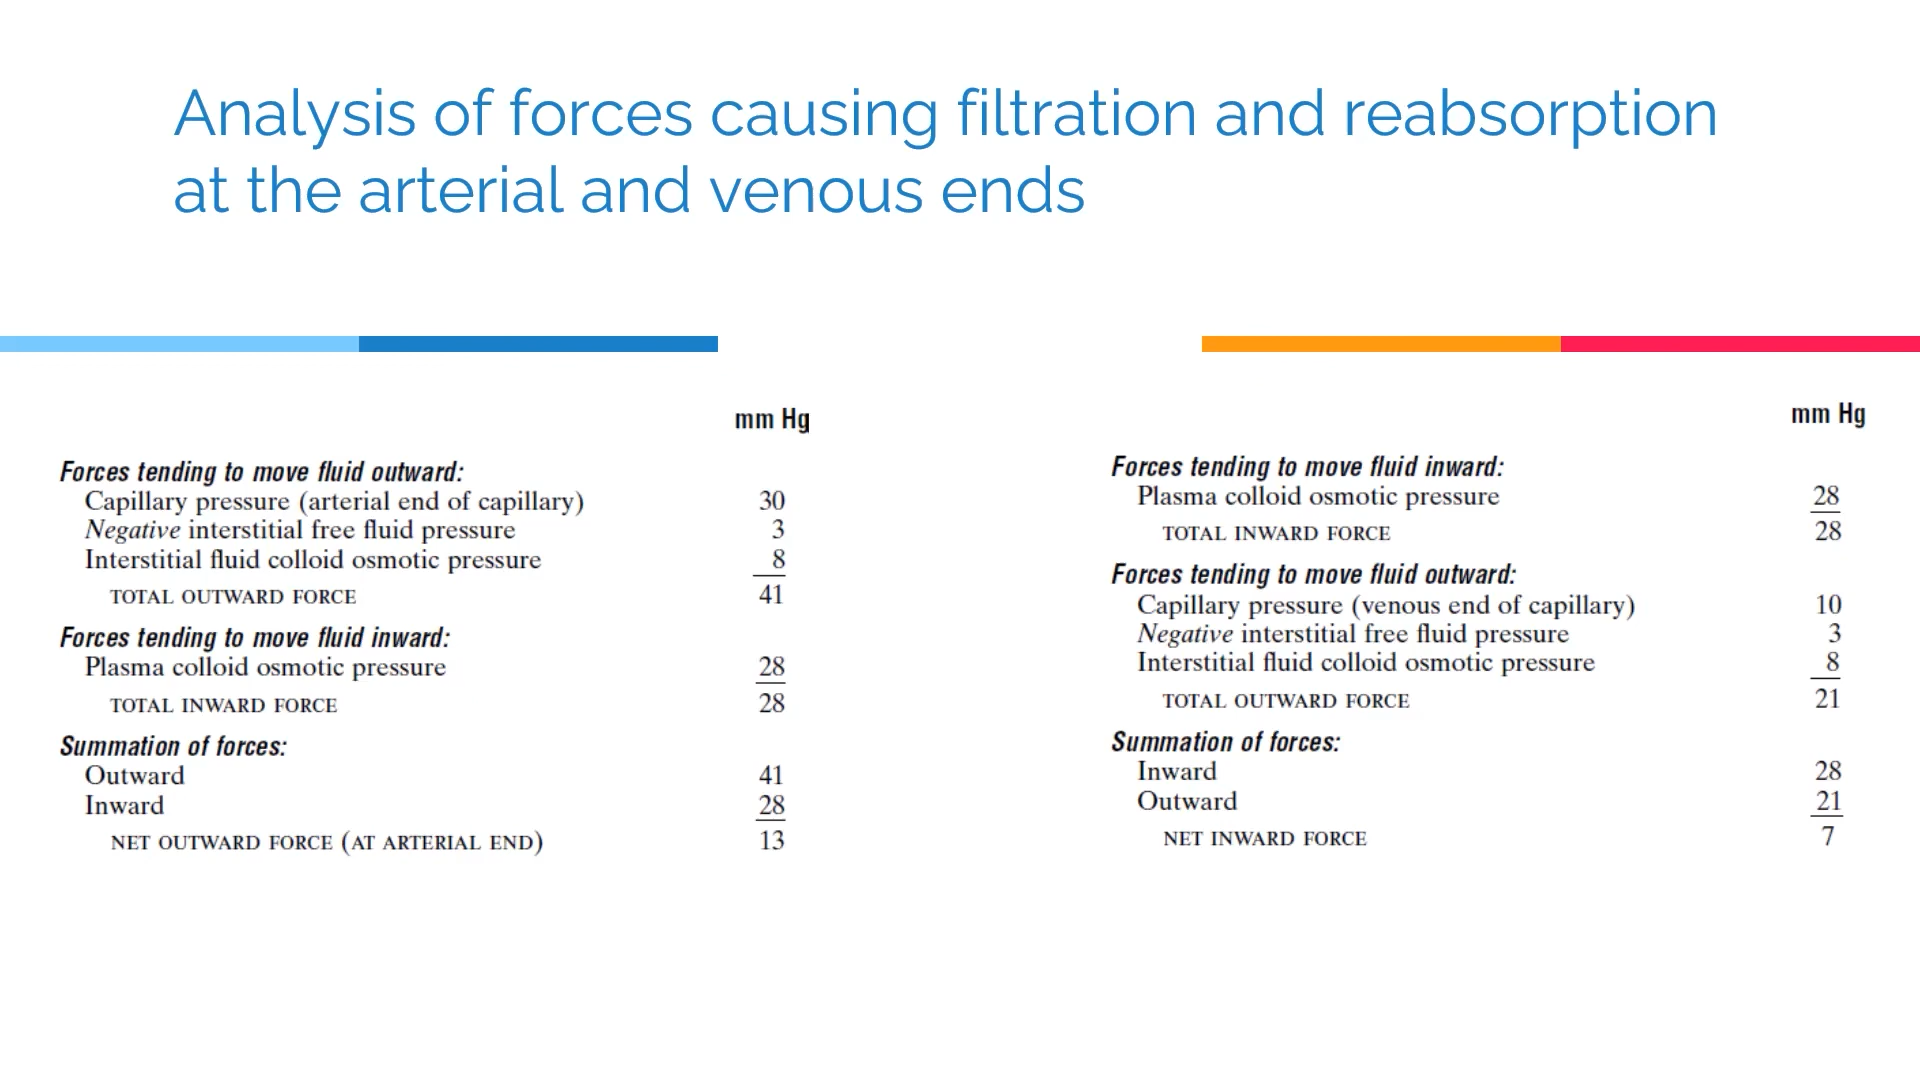 Analysis of forces causing filtration and reabsorption
at the arterial and venous ends
mm Hg
Forces tending to move fluid outward:
Capillary pressure (arterial end of capillary) 30
Negative interstitial free fluid pressure 3
Interstitial fluid colloid osmotic pressure 8
TOTAL OUTWARD FORCE 41
Forces tending to move fluid inward:
Plasma colloid osmotic pressure 28
TOTAL INWARD FORCE 28
Summation of forces:
Outward 41
Inward 28
NET OUTWARD FORCE (AT ARTERIAL END) 13
mm Hg
Forces tending to move fluid inward:
Plasma colloid osmotic pressure 28
TOTAL INWARD FORCE 28
Forces tending to move fluid outward:
Capillary pressure (venous end of capillary) 10
Negative interstitial free fluid pressure 3
Interstitial fluid colloid osmotic pressure 8
TOTAL OUTWARD FORCE 21
Summation of forces:
Inward 28
Outward 21
NET INWARD FORCE 7